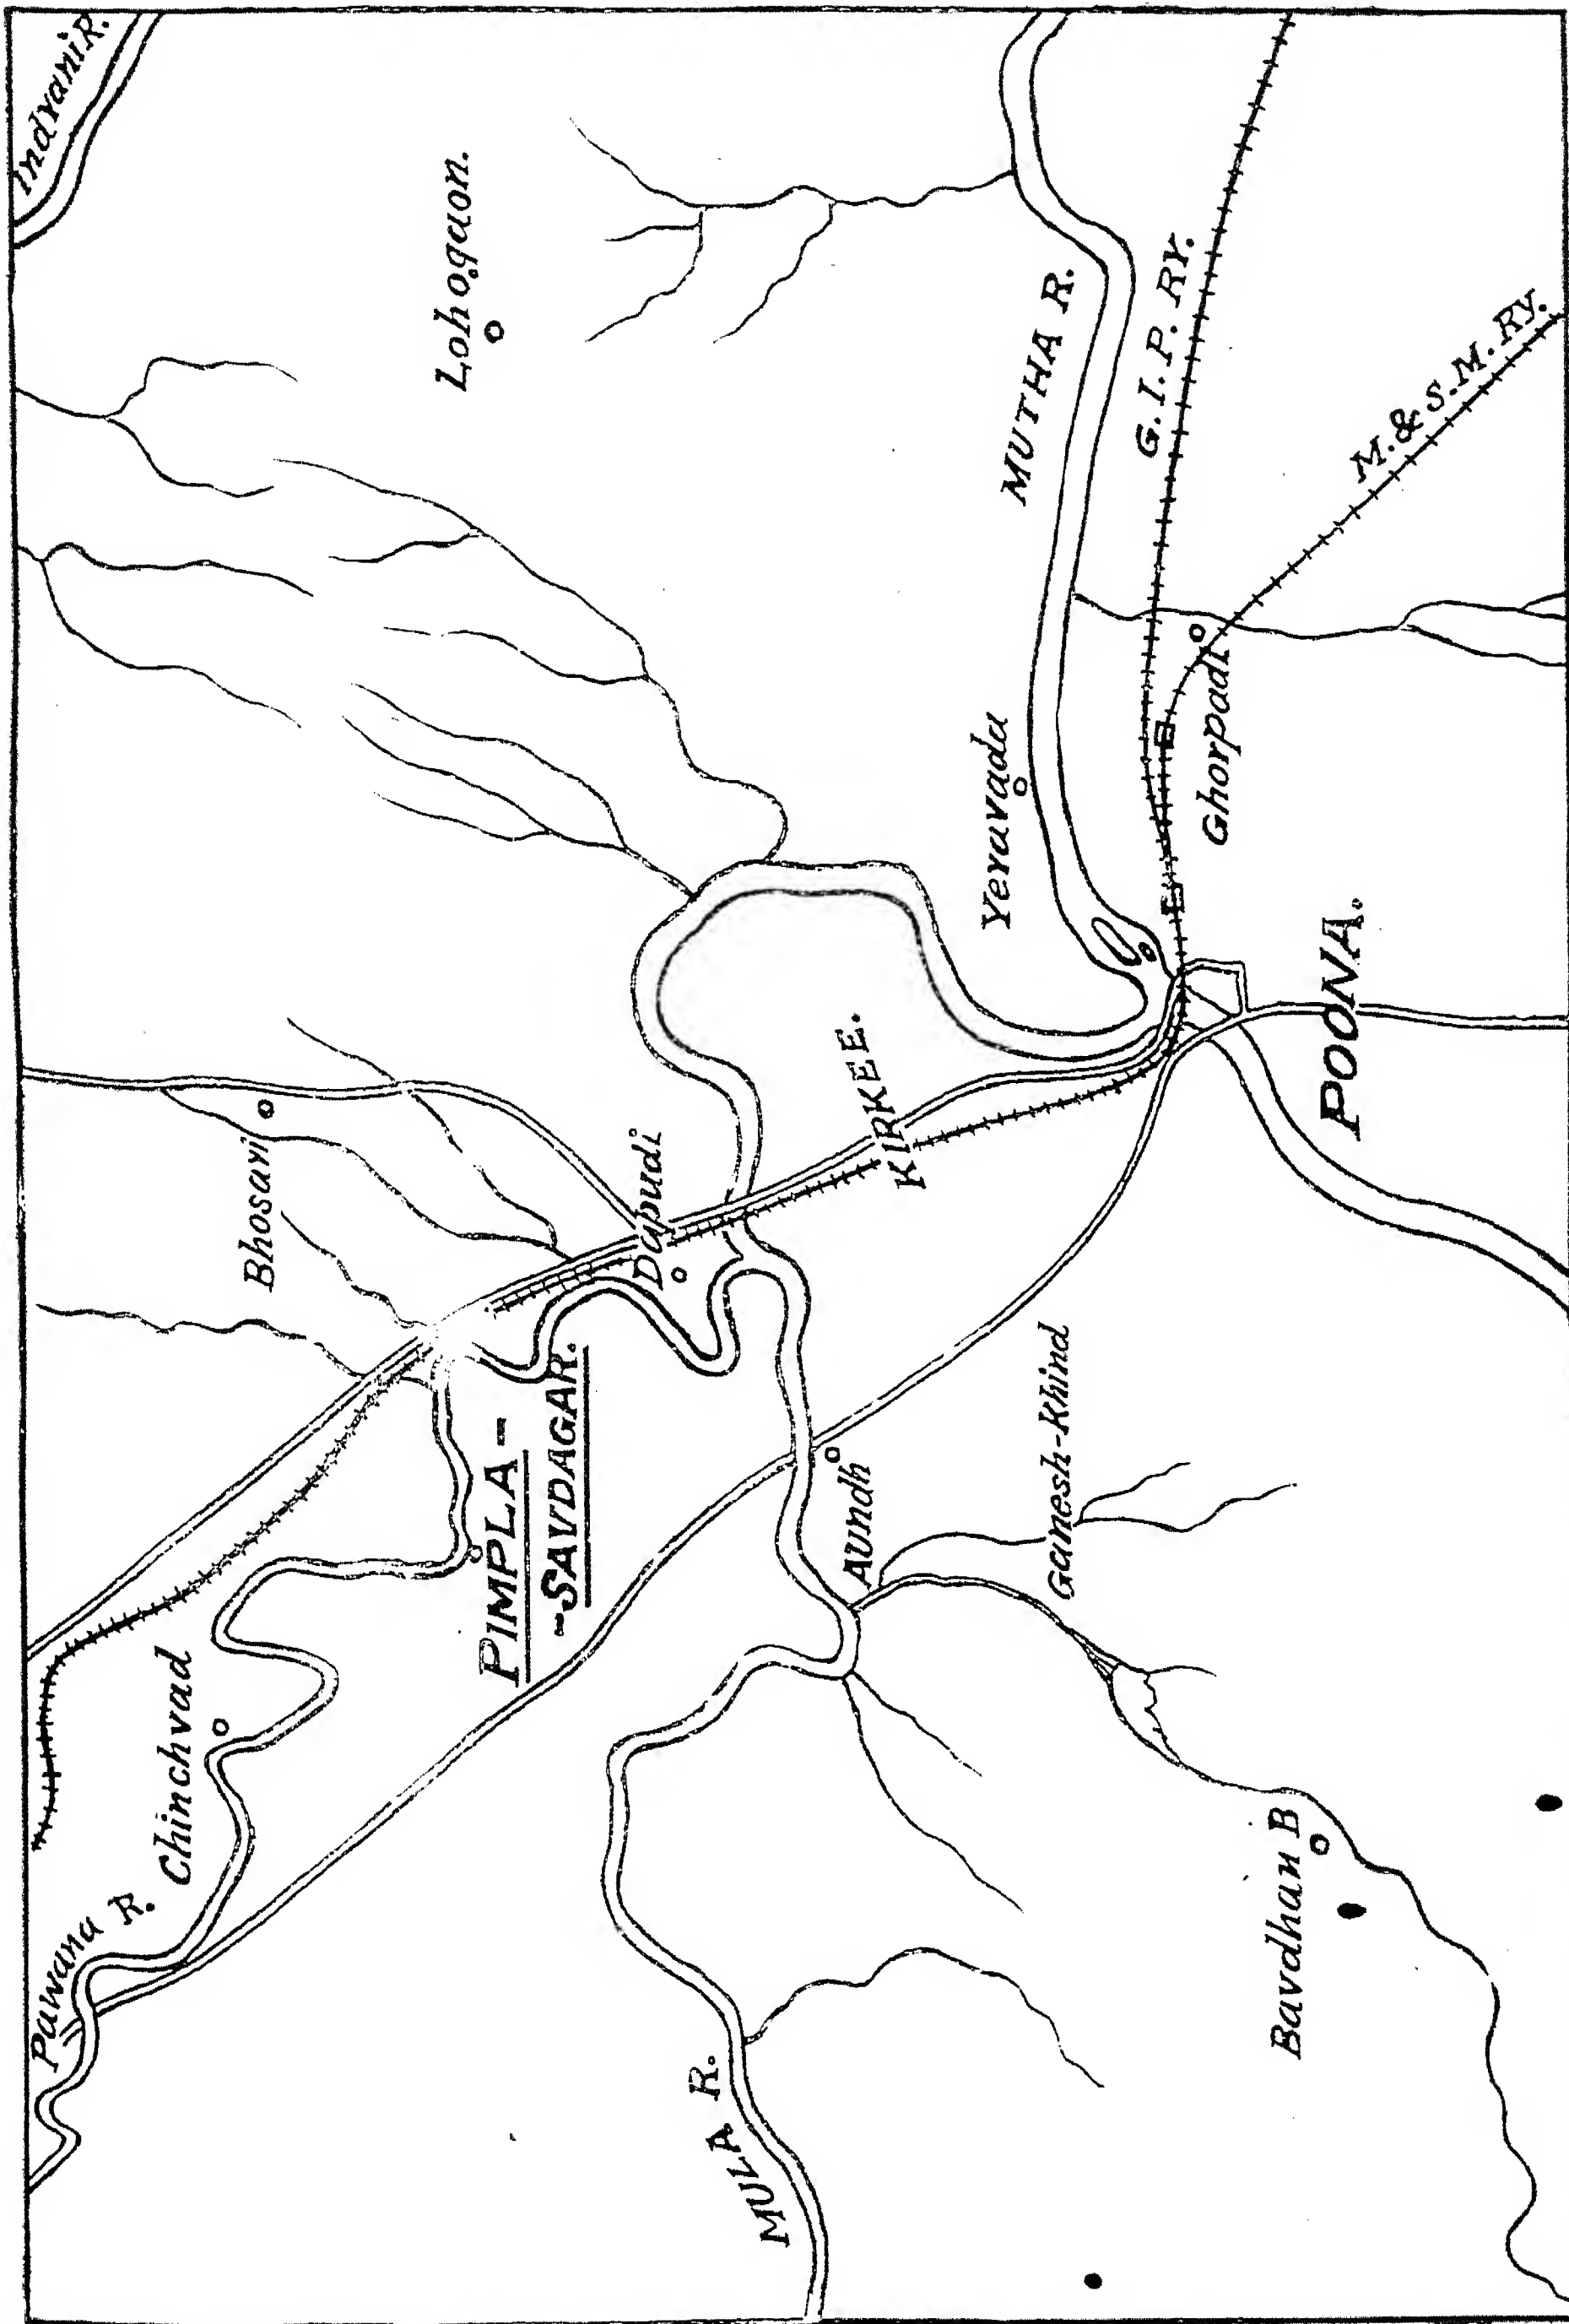 Indrani R.
Lohogaon.
Bhosari
Pawana R.
Chinchvad
PIMPLA -
- SAVDAGAR.
Dapudi
KIRKEE.
Yeravada
MUTHA R.
G. I. P. RY.
M. & S. M. RY.
Ghorpadi
POONA.
Aundh
Ganesh-Khind
MULA R.
Bavdhan B